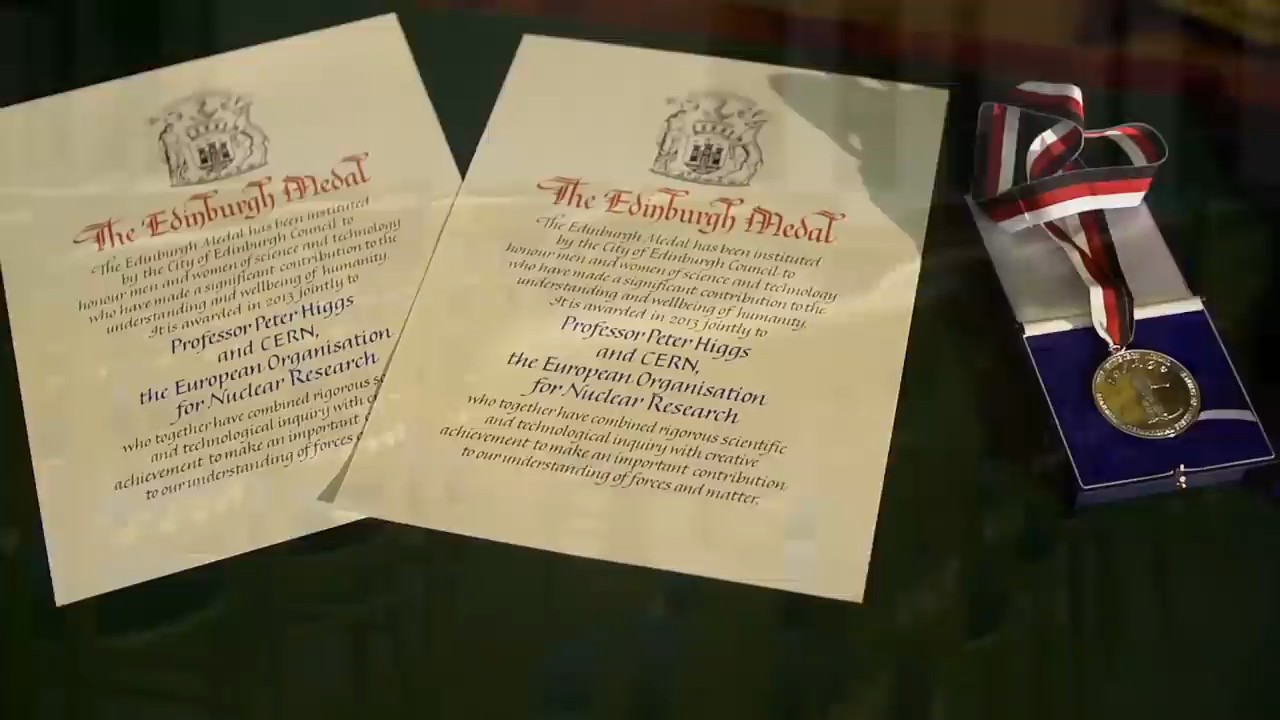 The Edinburgh Medal
The Edinburgh Medal has been instituted
by the City of Edinburgh Council to
honour men and women of science and technology
who have made a significant contribution to the
understanding and wellbeing of humanity.
It is awarded in 2013 jointly to
Professor Peter Higgs
and CERN,
the European Organisation
for Nuclear Research
who together have combined rigorous
and technological inquiry with
achievement to make an important
to our understanding of forces
The Edinburgh Medal
The Edinburgh Medal has been instituted
by the City of Edinburgh Council to
honour men and women of science and technology
who have made a significant contribution to the
understanding and wellbeing of humanity.
It is awarded in 2013 jointly to
Professor Peter Higgs
and CERN,
the European Organisation
for Nuclear Research
who together have combined rigorous scientific
and technological inquiry with creative
achievement to make an important contribution
to our understanding of forces and matter.